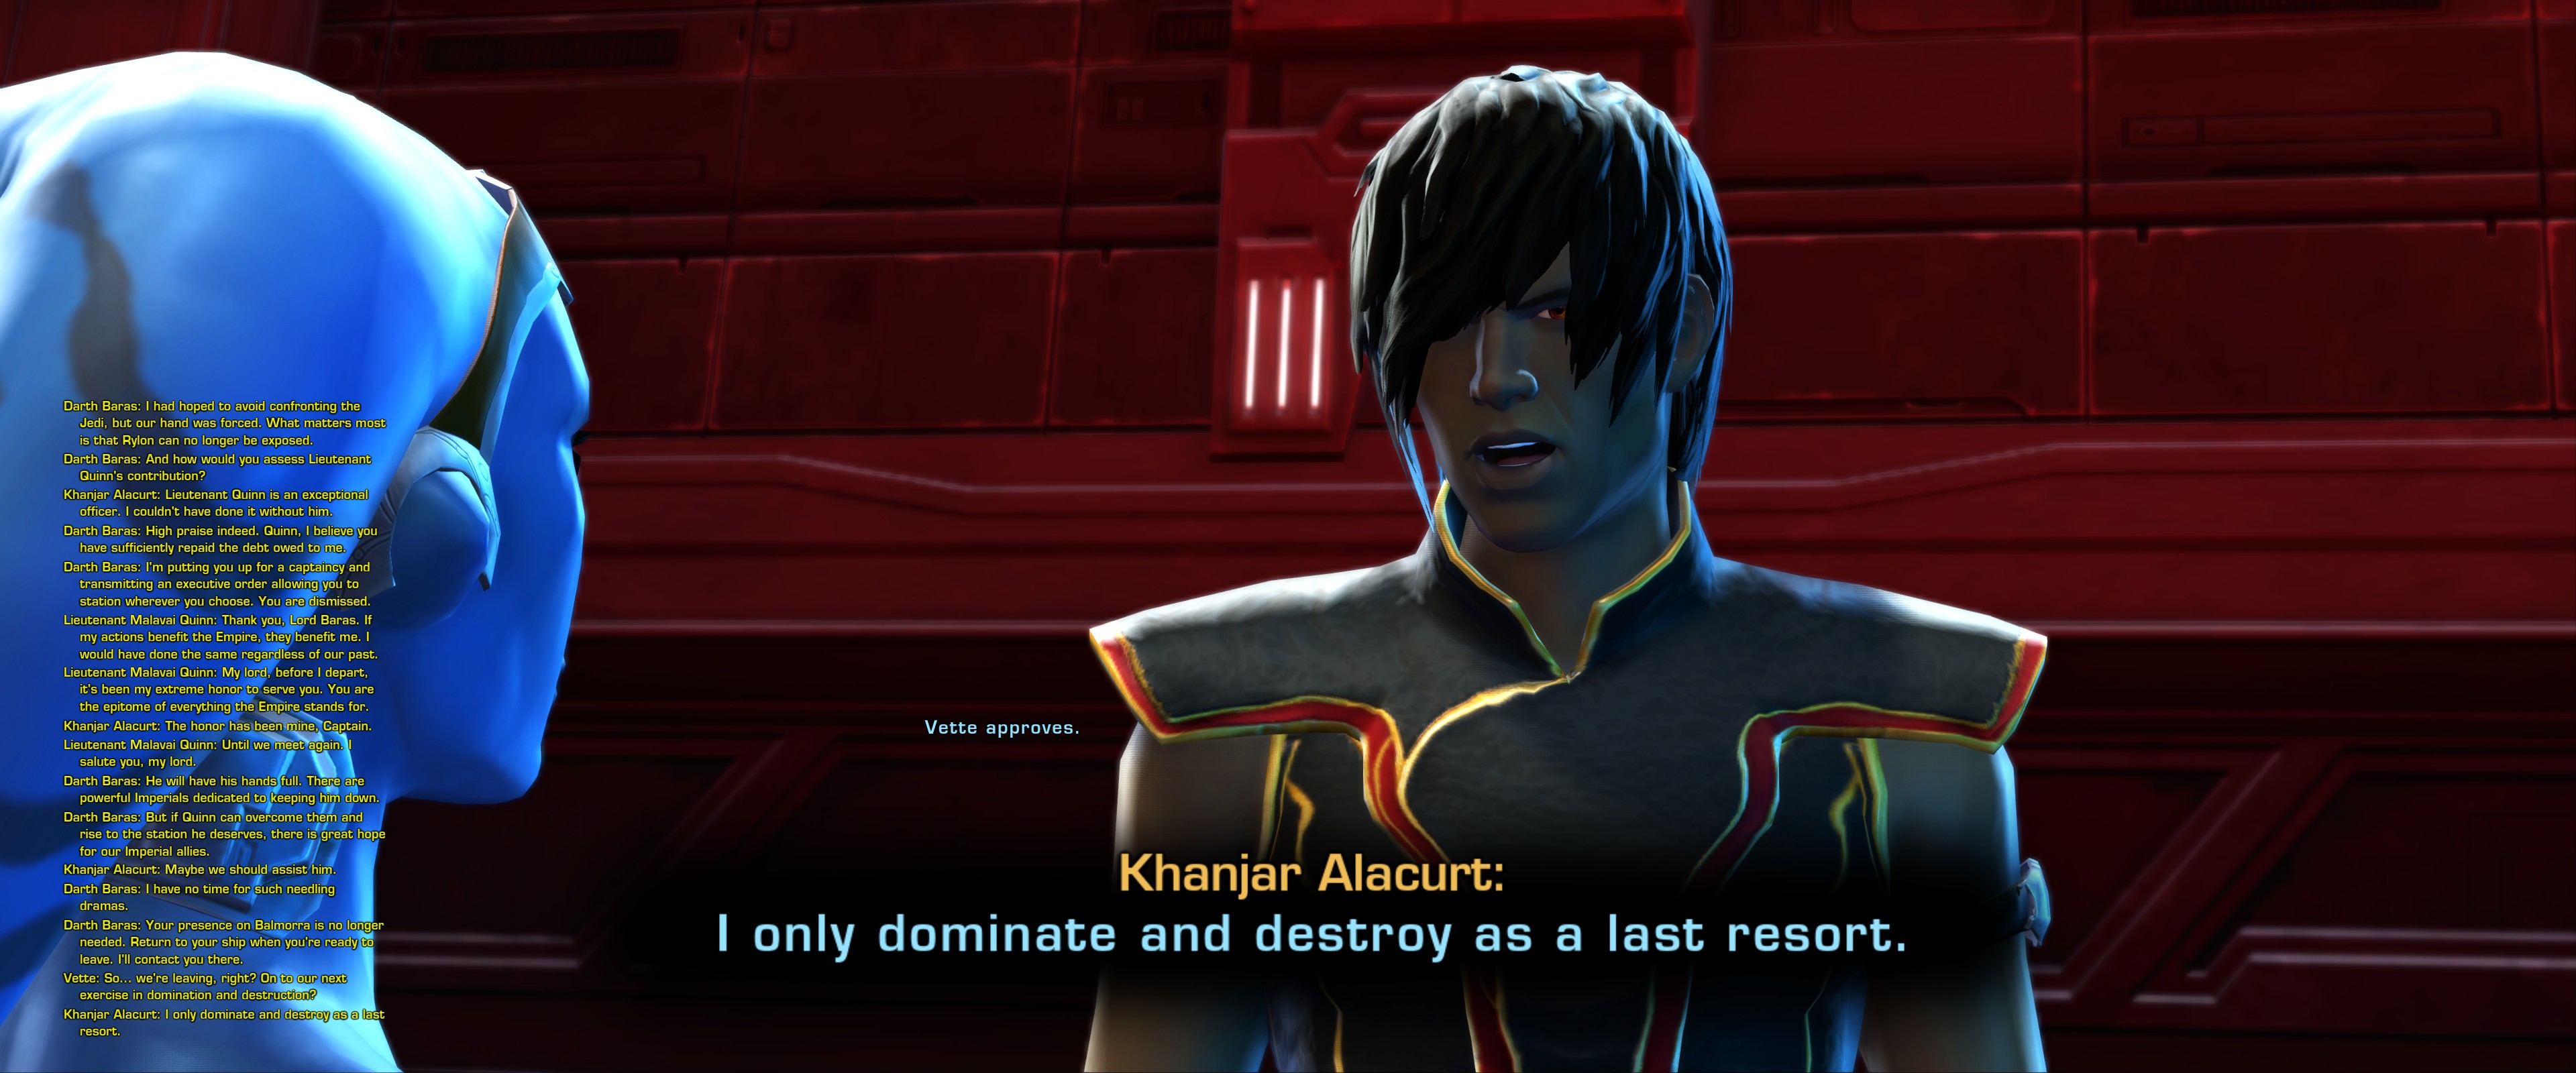 Darth Baras: I had hoped to avoid confronting the
Jedi, but our hand was forced. What matters most
is that Rylon can no longer be exposed.
Darth Baras: And how would you assess Lieutenant
Quinn's contribution?
Khanjar Alacurt: Lieutenant Quinn is an exceptional
officer. I couldn't have done it without him.
Darth Baras: High praise indeed. Quinn, I believe you
have sufficiently repaid the debt owed to me.
Darth Baras: I'm putting you up for a captaincy and
transmitting an executive order allowing you to
station wherever you choose. You are dismissed.
Lieutenant Malavai Quinn: Thank you, Lord Baras. If
my actions benefit the Empire, they benefit me. I
would have done the same regardless of our past.
Lieutenant Malavai Quinn: My lord, before I depart,
it's been my extreme honor to serve you. You are
the epitome of everything the Empire stands for.
Khanjar Alacurt: The honor has been mine, Captain.
Lieutenant Malavai Quinn: Until we meet again. I
salute you, my lord.
Darth Baras: He will have his hands full. There are
powerful Imperials dedicated to keeping him down.
Darth Baras: But if Quinn can overcome them and
rise to the station he deserves, there is great hope
for our Imperial allies.
Khanjar Alacurt: Maybe we should assist him.
Darth Baras: I have no time for such needling
dramas.
Darth Baras: Your presence on Balmorra is no longer
needed. Return to your ship when you're ready to
leave. I'll contact you there.
Vette: So... we're leaving, right? On to our next
exercise in domination and destruction?
Khanjar Alacurt: I only dominate and destroy as a last
resort.
Vette approves.
Khanjar Alacurt:
I only dominate and destroy as a last resort.